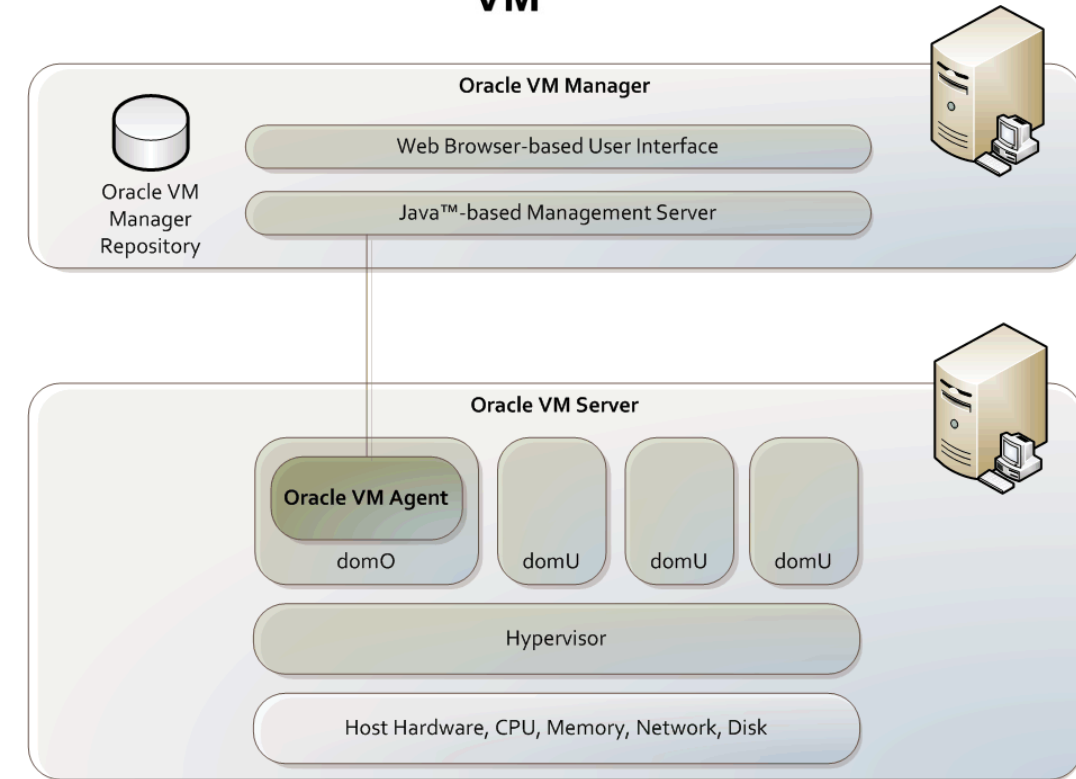 VM
Oracle VM Manager
Web Browser-based User Interface
Java™-based Management Server
Oracle VM
Manager
Repository
Oracle VM Server
Oracle VM Agent
domO
domU
domU
domU
Hypervisor
Host Hardware, CPU, Memory, Network, Disk